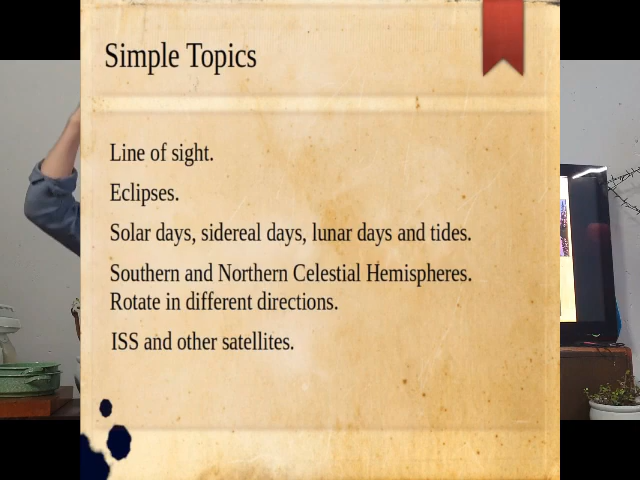 Simple Topics
Line of sight.
Eclipses.
Solar days, sidereal days, lunar days and tides.
Southern and Northern Celestial Hemispheres.
Rotate in different directions.
ISS and other satellites.